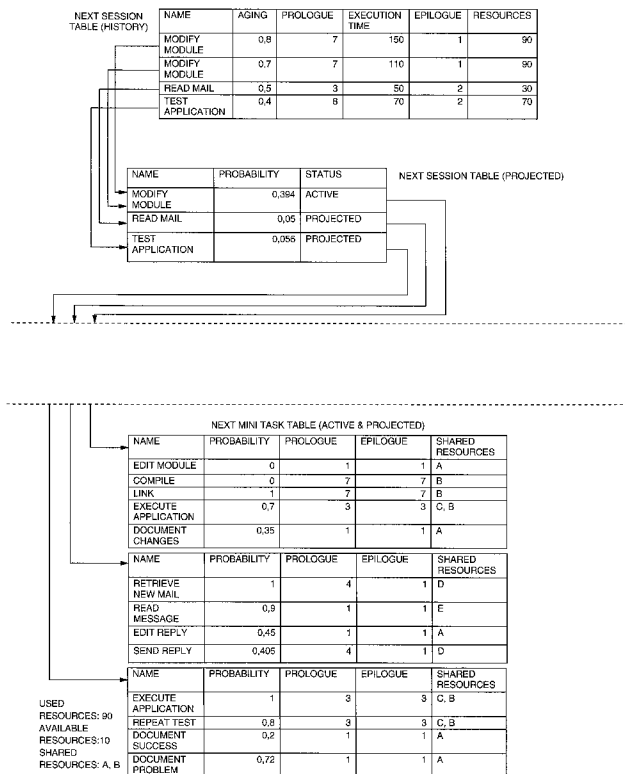 NEXT SESSION
TABLE (HISTORY)
NAME AGING PROLOGUE EXECUTION TIME EPILOGUE RESOURCES
MODIFY MODULE 0,8 7 150 1 90
MODIFY MODULE 0,7 7 110 1 90
READ MAIL 0,5 3 50 2 30
TEST APPLICATION 0,4 6 70 2 70
NAME PROBABILITY STATUS
NEXT SESSION TABLE (PROJECTED)
MODIFY MODULE 0,394 ACTIVE
READ MAIL 0,05 PROJECTED
TEST APPLICATION 0,056 PROJECTED
NEXT MINI TASK TABLE (ACTIVE & PROJECTED)
NAME PROBABILITY PROLOGUE EPILOGUE SHARED RESOURCES
EDIT MODULE 0 1 1 A
COMPILE 0 7 7 B
LINK 1 7 7 B
EXECUTE APPLICATION 0,7 3 3 C, B
DOCUMENT CHANGES 0,35 1 1 A
NAME PROBABILITY PROLOGUE EPILOGUE SHARED RESOURCES
RETRIEVE NEW MAIL 1 4 1 D
READ MESSAGE 0,9 1 1 E
EDIT REPLY 0,45 1 1 A
SEND REPLY 0,405 4 1 D
NAME PROBABILITY PROLOGUE EPILOGUE SHARED RESOURCES
EXECUTE APPLICATION 1 3 3 C, B
REPEAT TEST 0,8 3 3 C, B
DOCUMENT SUCCESS 0,2 1 1 A
DOCUMENT PROBLEM 0,72 1 1 A
USED
RESOURCES: 90
AVAILABLE
RESOURCES:10
SHARED
RESOURCES: A, B